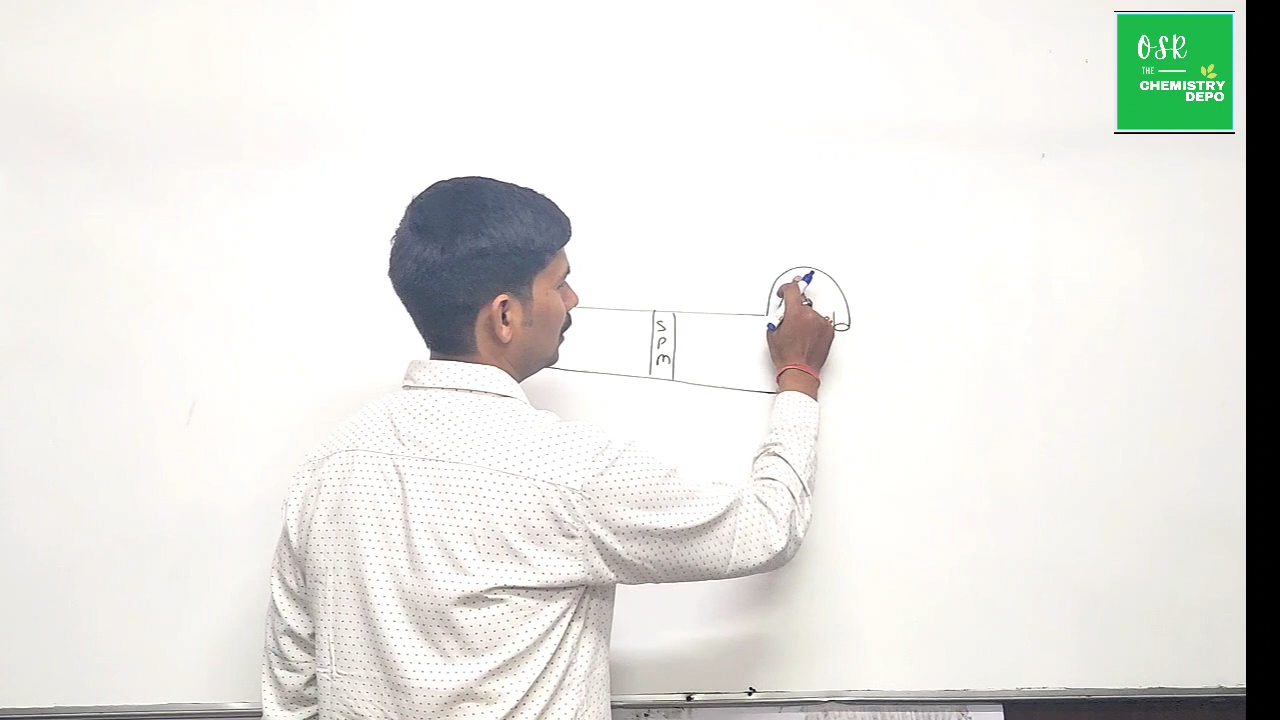 OSR
THE
CHEMISTRY
DEPO
S
P
M